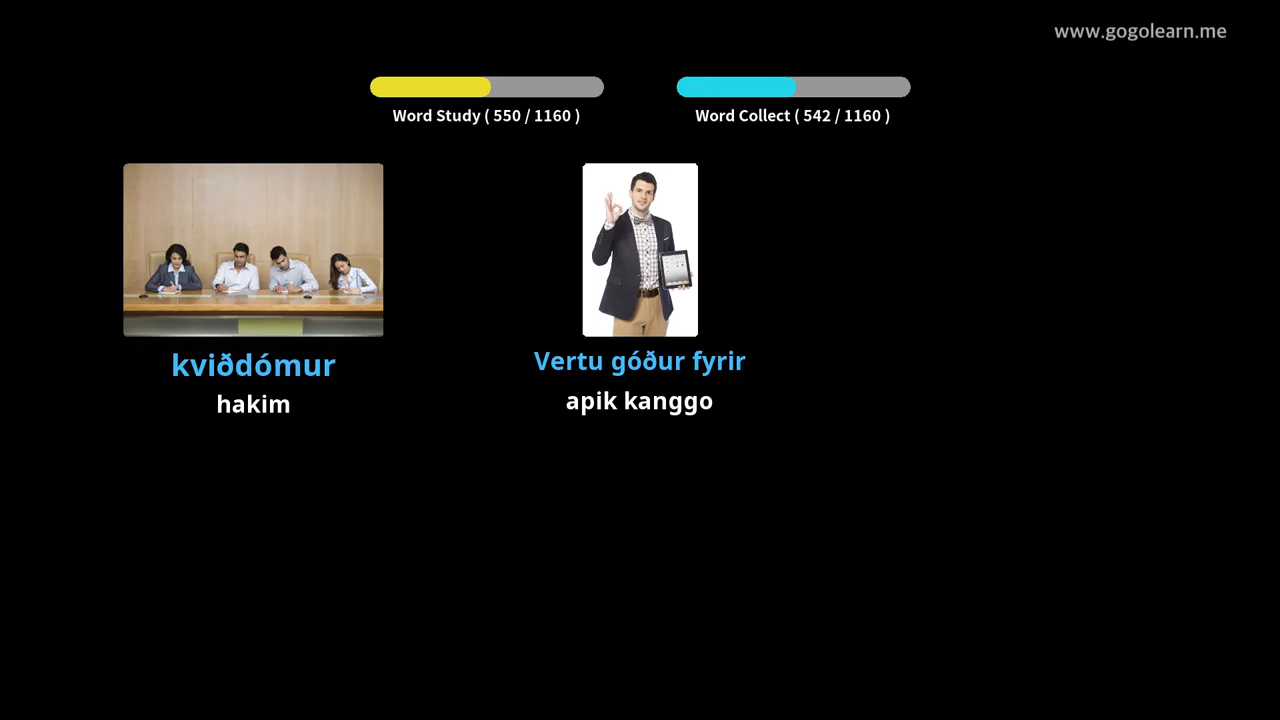 www.gogolearn.me
Word Study ( 550 / 1160 )
Word Collect ( 542 / 1160 )
kviðdómur
hakim
Vertu góður fyrir
apik kanggo